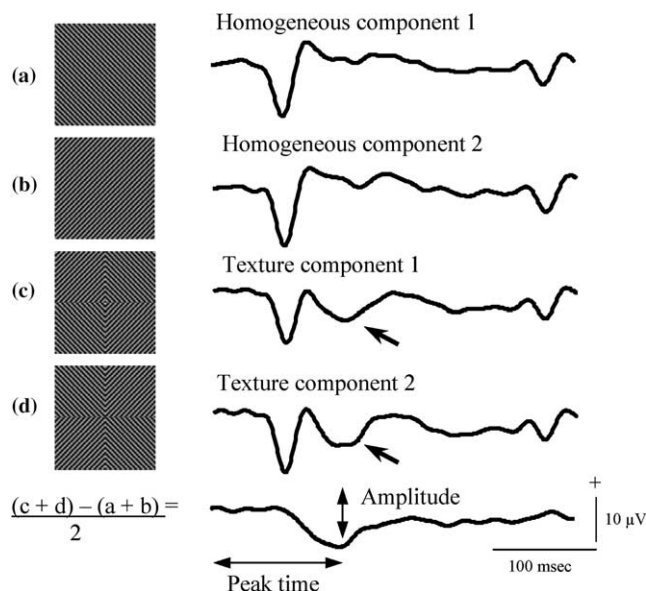 Homogeneous component 1
(a)
Homogeneous component 2
(b)
Texture component 1
(c)
Texture component 2
(d)
(c + d) – (a + b) =
2
Amplitude
+
10 µV
100 msec
Peak time